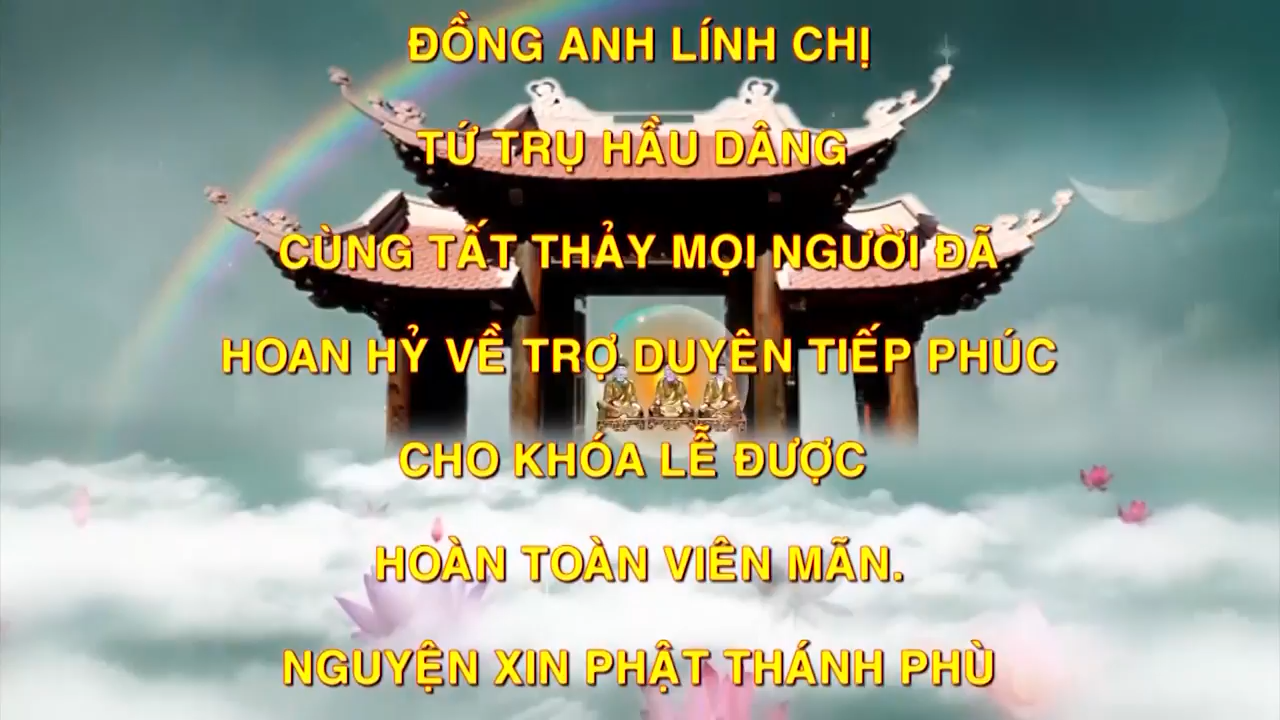 ĐỒNG ANH LÍNH CHỊ
TỨ TRỤ HẦU DÂNG
CÙNG TẤT THẢY MỌI NGƯỜI ĐÃ
HOAN HỶ VỀ TRỢ DUYÊN TIẾP PHÚC
CHO KHÓA LỄ ĐƯỢC
HOÀN TOÀN VIÊN MÃN.
NGUYỆN XIN PHẬT THÁNH PHÙ